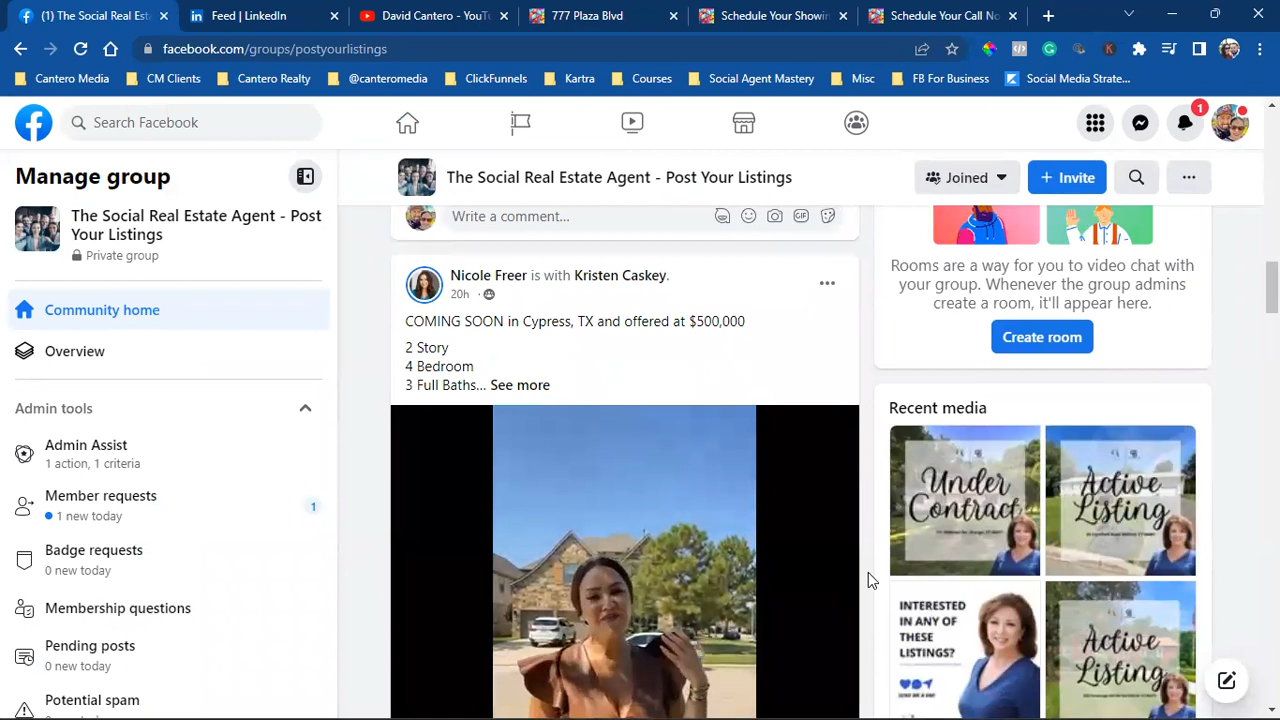 (1) The Social Real Esta
Feed | LinkedIn
David Cantero - YouTu
777 Plaza Blvd
Schedule Your Showin
Schedule Your Call No
facebook.com/groups/postyourlistings
Cantero Media
CM Clients
Cantero Realty
@canteromedia
ClickFunnels
Kartra
Courses
Social Agent Mastery
Misc
FB For Business
Social Media Strate...
Search Facebook
1
Manage group
The Social Real Estate Agent - Post Your Listings
Joined
+ Invite
The Social Real Estate Agent - Post
Your Listings
Private group
Community home
Overview
Admin tools
Admin Assist
1 action, 1 criteria
Member requests
1 new today
1
Badge requests
0 new today
Membership questions
Pending posts
0 new today
Potential spam
Write a comment...
GIF
Nicole Freer is with Kristen Caskey.
20h
COMING SOON in Cypress, TX and offered at $500,000
2 Story
4 Bedroom
3 Full Baths... See more
Rooms are a way for you to video chat with
your group. Whenever the group admins
create a room, it'll appear here.
Create room
Recent media
Under
Contract
Active
Listing
INTERESTED
IN ANY OF
THESE
LISTINGS?
Active
Listing